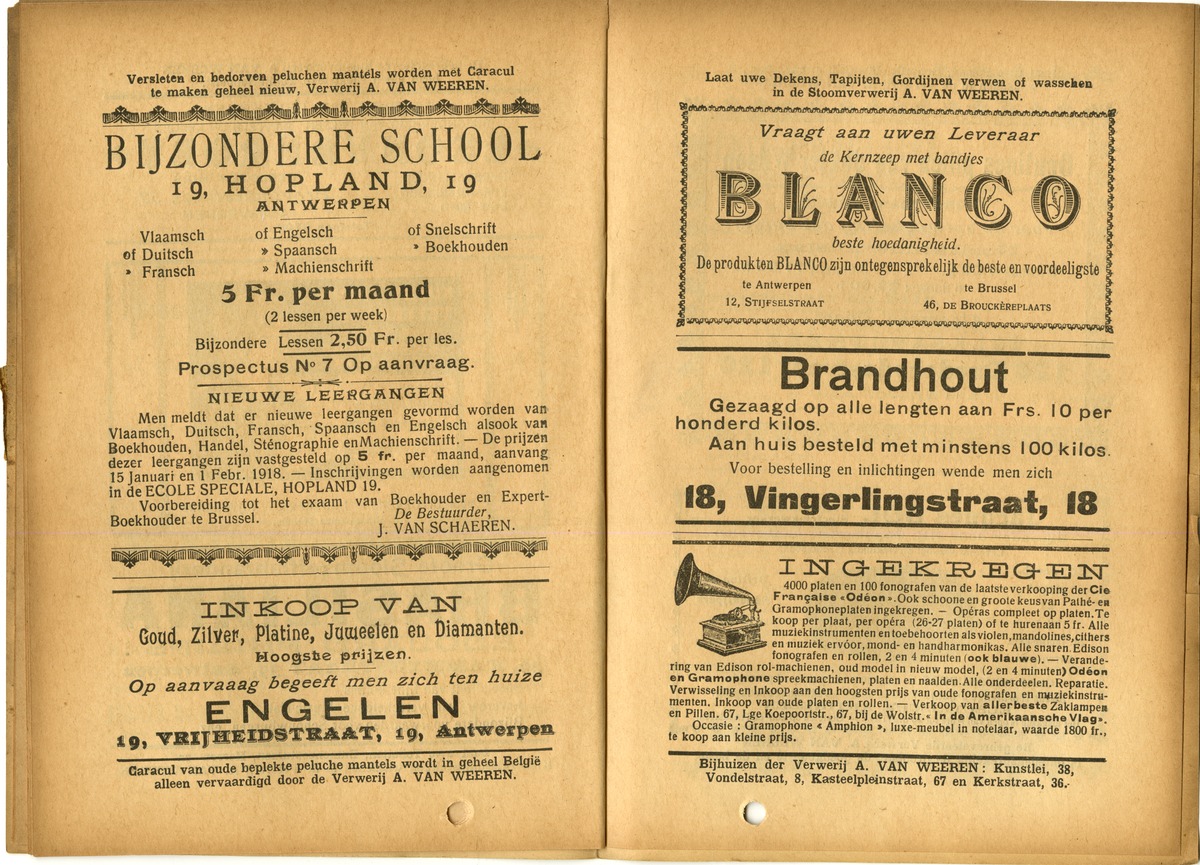 Versleten en bedorven peluchen mantels worden met Caracul
te maken geheel nieuw, Verwerij A. VAN WEEREN.
BIJZONDERE SCHOOL
19, HOPLAND, 19
ANTWERPEN
Vlaamsch of Engelsch of Snelschrift
of Duitsch » Spaansch » Boekhouden
» Fransch » Machienschrift
5 Fr. per maand
(2 lessen per week)
Bijzondere Lessen 2,50 Fr. per les.
Prospectus No 7 Op aanvraag.
NIEUWE LEERGANGEN
Men meldt dat er nieuwe leergangen gevormd worden van
Vlaamsch, Duitsch, Fransch, Spaansch en Engelsch alsook van
Boekhouden, Handel, Sténographie en Machienschrift. — De prijzen
dezer leergangen zijn vastgesteld op 5 fr. per maand, aanvang
15 Januari en 1 Febr. 1918. — Inschrijvingen worden aangenomen
in de ECOLE SPECIALE, HOPLAND 19.
Voorbereiding tot het exaam van Boekhouder en Expert-
Boekhouder te Brussel. De Bestuurder,
J. VAN SCHAEREN.
INKOOP VAN
Goud, Zilver, Platine, Juweelen en Diamanten.
Hoogste prijzen.
Op aanvaaag begeeft men zich ten huize
ENGELEN
19, VRIJHEIDSTRAAT, 19, Antwerpen
Caracul van oude beplekte peluche mantels wordt in geheel België
alleen vervaardigd door de Verwerij A. VAN WEEREN.
Laat uwe Dekens, Tapijten, Gordijnen verwen of wasschen
in de Stoomverwerij A. VAN WEEREN.
Vraagt aan uwen Leveraar
de Kernzeep met bandjes
BLANCO
beste hoedanigheid.
De produkten BLANCO zijn ontegensprekelijk de beste en voordeeligste
te Antwerpen te Brussel
12, STIJFSELSTRAAT 46, DE BROUCKÈREPLAATS
Brandhout
Gezaagd op alle lengten aan Frs. 10 per
honderd kilos.
Aan huis besteld met minstens 100 kilos.
Voor bestelling en inlichtingen wende men zich
18, Vingerlingstraat, 18
INGEKREGEN
4000 platen en 100 fonografen van de laatste verkooping der Cie
Française «Odéon». Ook schoone en groote keus van Pathé- en
Gramophoneplaten ingekregen. — Opéras compleet op platen. Te
koop per plaat, per opéra (26-27 platen) of te huren aan 5 fr. Alle
muziekinstrumenten en toebehoorten als violen, mandolines, cithers
en muziek ervóor, mond- en handharmonikas. Alle snaren. Edison
fonografen en rollen, 2 en 4 minuten (ook blauwe). — Verande-
ring van Edison rol-machienen, oud model in nieuw model, (2 en 4 minuten) Odéon
en Gramophone spreekmachienen, platen en naalden. Alle onderdeelen. Reparatie.
Verwisseling en Inkoop aan den hoogsten prijs van oude fonografen en muziekinstru-
menten. Inkoop van oude platen en rollen. — Verkoop van allerbeste Zaklampen
en Pillen. 67, Lge Koepoortstr., 67, bij de Wolstr. « In de Amerikaansche Vlag».
Occasie : Gramophone « Amphion », luxe-meubel in notelaar, waarde 1800 fr.,
te koop aan kleine prijs.
Bijhuizen der Verwerij A. VAN WEEREN : Kunstlei, 38,
Vondelstraat, 8, Kasteelpleinstraat, 67 en Kerkstraat, 36.